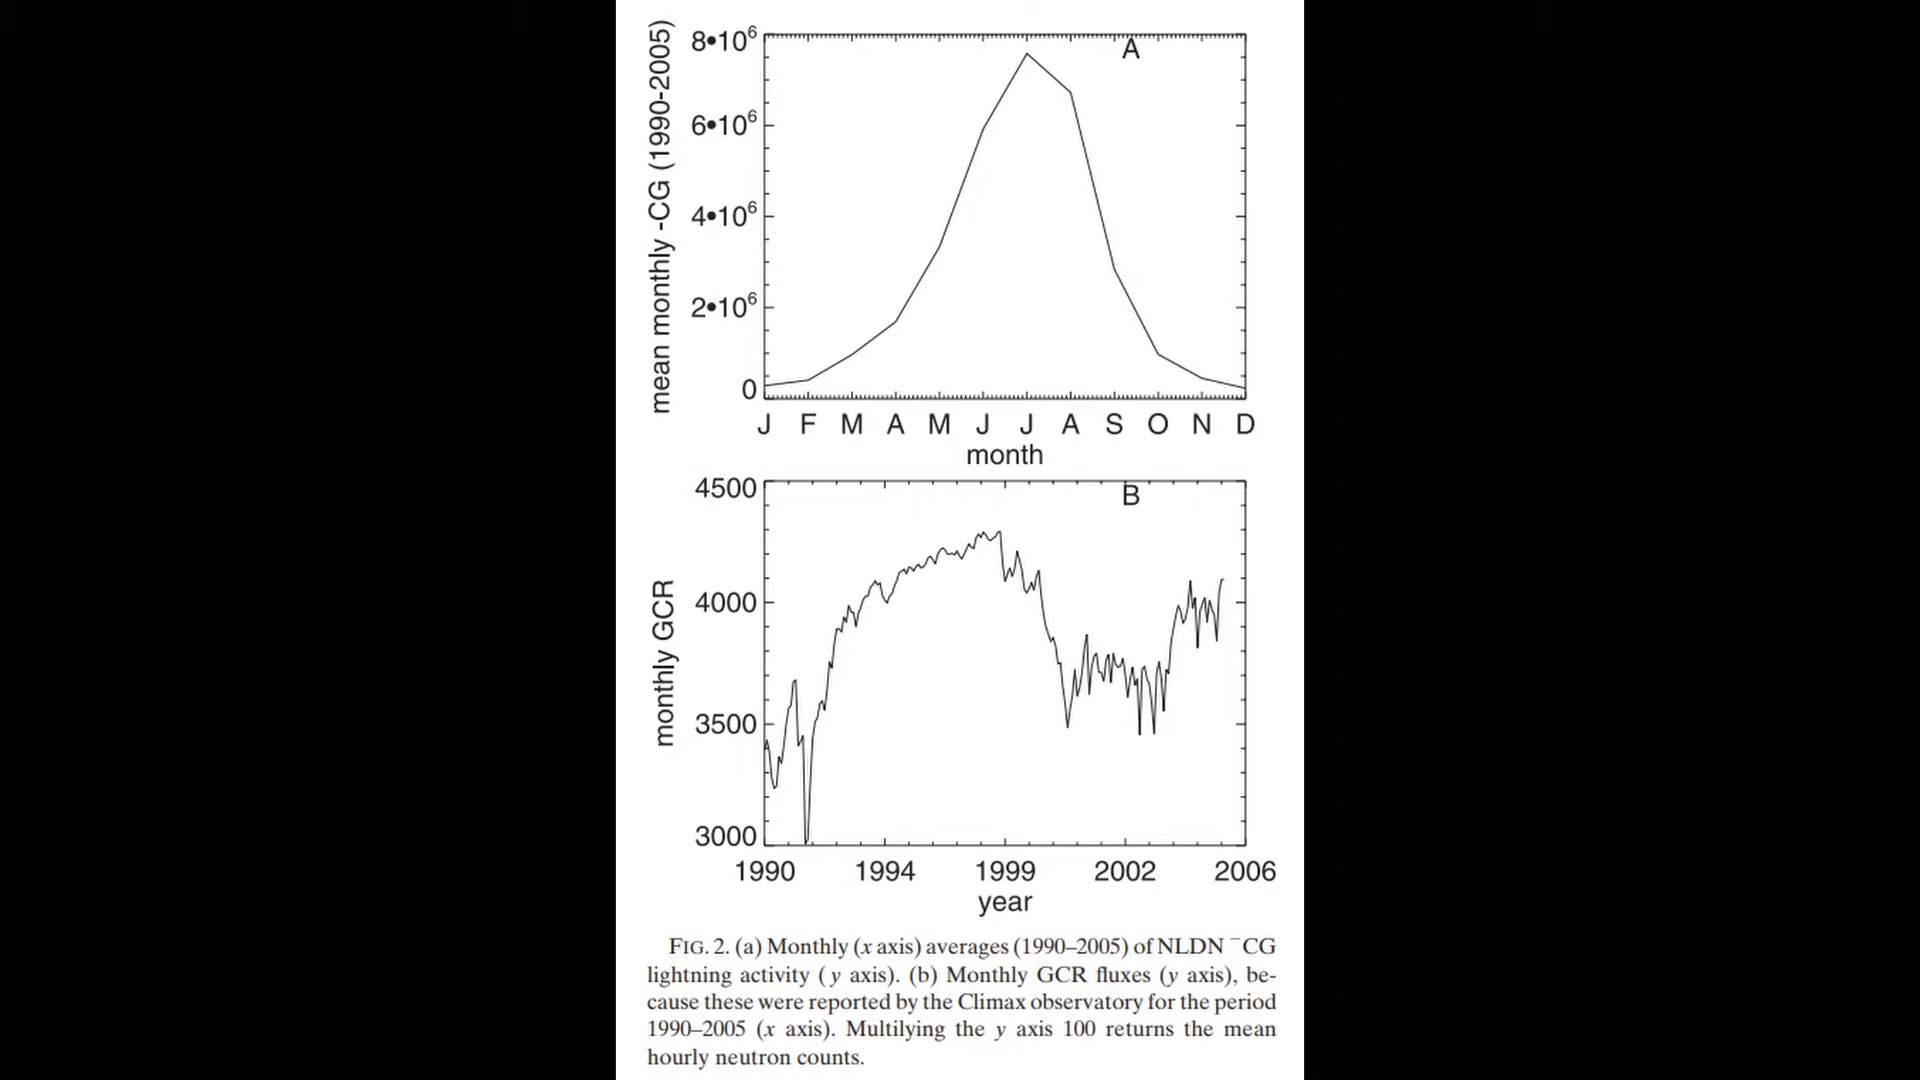 mean monthly -CG (1990-2005)
8•10⁶
6•10⁶
4•10⁶
2•10⁶
0
A
J F M A M J J A S O N D
month
monthly GCR
4500
4000
3500
3000
B
1990 1994 1999 2002 2006
year
FIG. 2. (a) Monthly (x axis) averages (1990–2005) of NLDN ⁻CG
lightning activity (y axis). (b) Monthly GCR fluxes (y axis), be-
cause these were reported by the Climax observatory for the period
1990–2005 (x axis). Multilying the y axis 100 returns the mean
hourly neutron counts.